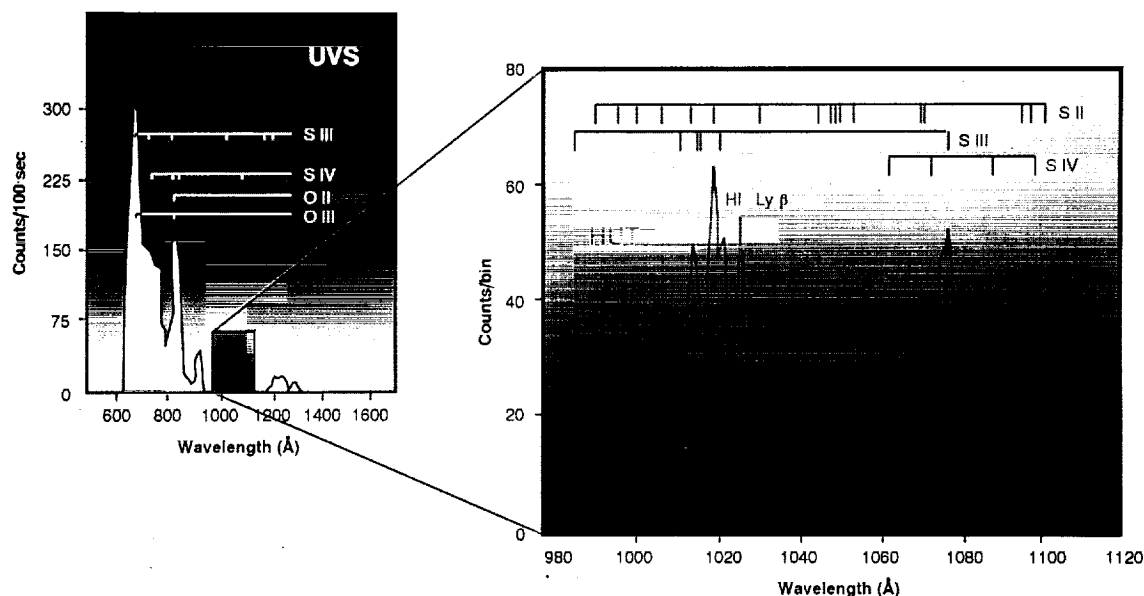 UVS
Counts/100·sec
300
225
150
75
0
S III
S IV
O II
O III
600 800 1000 1200 1400 1600
Wavelength (Å)
Counts/bin
80
60
40
20
0
S II
S III
S IV
HI Ly β
HUT
980 1000 1020 1040 1060 1080 1100 1120
Wavelength (Å)